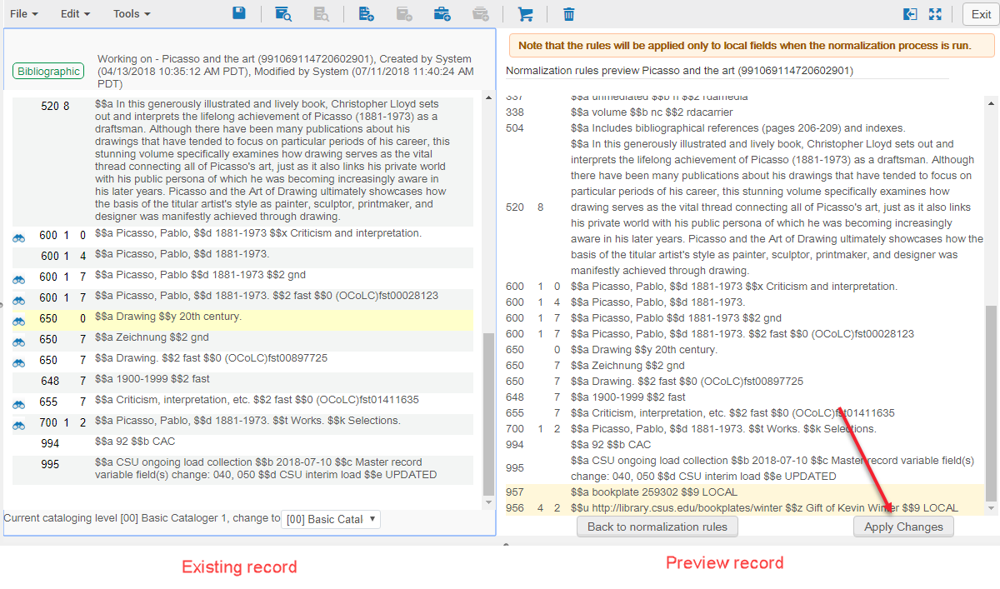 File Edit Tools Exit
Bibliographic
Working on - Picasso and the art (991069114720602901), Created by System
(04/13/2018 10:35:12 AM PDT), Modified by System (07/11/2018 11:40:24 AM
PDT)
520 8 $$a In this generously illustrated and lively book, Christopher Lloyd sets
out and interprets the lifelong achievement of Picasso (1881-1973) as a
draftsman. Although there have been many publications about his
drawings that have tended to focus on particular periods of his career, this
stunning volume specifically examines how drawing serves as the vital
thread connecting all of Picasso's art, just as it also links his private world
with his public persona of which he was becoming increasingly aware in
his later years. Picasso and the Art of Drawing ultimately showcases how
the basis of the titular artist's style as painter, sculptor, printmaker, and
designer was manifestly achieved through drawing.
600 1 0 $$a Picasso, Pablo, $$d 1881-1973 $$x Criticism and interpretation.
600 1 4 $$a Picasso, Pablo, $$d 1881-1973.
600 1 7 $$a Picasso, Pablo $$d 1881-1973 $$2 gnd
600 1 7 $$a Picasso, Pablo, $$d 1881-1973. $$2 fast $$0 (OCoLC)fst00028123
650 0 $$a Drawing $$y 20th century.
650 7 $$a Zeichnung $$2 gnd
650 7 $$a Drawing. $$2 fast $$0 (OCoLC)fst00897725
648 7 $$a 1900-1999 $$2 fast
655 7 $$a Criticism, interpretation, etc. $$2 fast $$0 (OCoLC)fst01411635
700 1 2 $$a Picasso, Pablo, $$d 1881-1973. $$t Works. $$k Selections.
994 $$a 92 $$b CAC
995 $$a CSU ongoing load collection $$b 2018-07-10 $$c Master record
variable field(s) change: 040, 050 $$d CSU interim load $$e UPDATED
Current cataloging level [00] Basic Cataloger 1, change to [00] Basic Catal
Existing record
Note that the rules will be applied only to local fields when the normalization process is run.
Normalization rules preview Picasso and the art (991069114720602901)
337 $$a unmediated $$b n $$2 rdamedia
338 $$a volume $$b nc $$2 rdacarrier
504 $$a Includes bibliographical references (pages 206-209) and indexes.
$$a In this generously illustrated and lively book, Christopher Lloyd sets out and
interprets the lifelong achievement of Picasso (1881-1973) as a draftsman. Although
there have been many publications about his drawings that have tended to focus on
particular periods of his career, this stunning volume specifically examines how
520 8 drawing serves as the vital thread connecting all of Picasso's art, just as it also links
his private world with his public persona of which he was becoming increasingly
aware in his later years. Picasso and the Art of Drawing ultimately showcases how the
basis of the titular artist's style as painter, sculptor, printmaker, and designer was
manifestly achieved through drawing.
600 1 0 $$a Picasso, Pablo, $$d 1881-1973 $$x Criticism and interpretation.
600 1 4 $$a Picasso, Pablo, $$d 1881-1973.
600 1 7 $$a Picasso, Pablo $$d 1881-1973 $$2 gnd
600 1 7 $$a Picasso, Pablo, $$d 1881-1973. $$2 fast $$0 (OCoLC)fst00028123
650 0 $$a Drawing $$y 20th century.
650 7 $$a Zeichnung $$2 gnd
650 7 $$a Drawing. $$2 fast $$0 (OCoLC)fst00897725
648 7 $$a 1900-1999 $$2 fast
655 7 $$a Criticism, interpretation, etc. $$2 fast $$0 (OCoLC)fst01411635
700 1 2 $$a Picasso, Pablo, $$d 1881-1973. $$t Works. $$k Selections.
994 $$a 92 $$b CAC
995 $$a CSU ongoing load collection $$b 2018-07-10 $$c Master record variable field(s)
change: 040, 050 $$d CSU interim load $$e UPDATED
957 $$a bookplate 259302 $$9 LOCAL
956 4 2 $$u http://library.csus.edu/bookplates/winter $$z Gift of Kevin Winter $$9 LOCAL
Back to normalization rules Apply Changes
Preview record